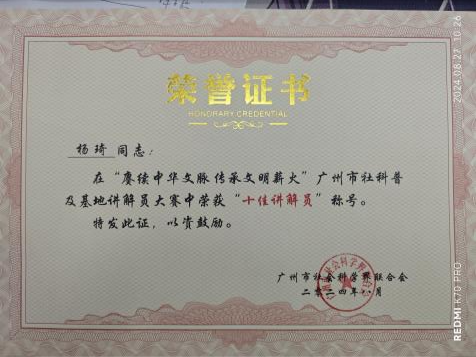 荣誉证书
HONORARY CREDENTIAL
杨琦 同志：
在“赓续中华文脉传承文明薪火”广州市社科普
及基地讲解员大赛中荣获“十佳讲解员”称号。
特发此证，以资鼓励。
广州市社会科学界联合会
二零二四年八月
2024.08.27 10:26
REDMI K70 PRO